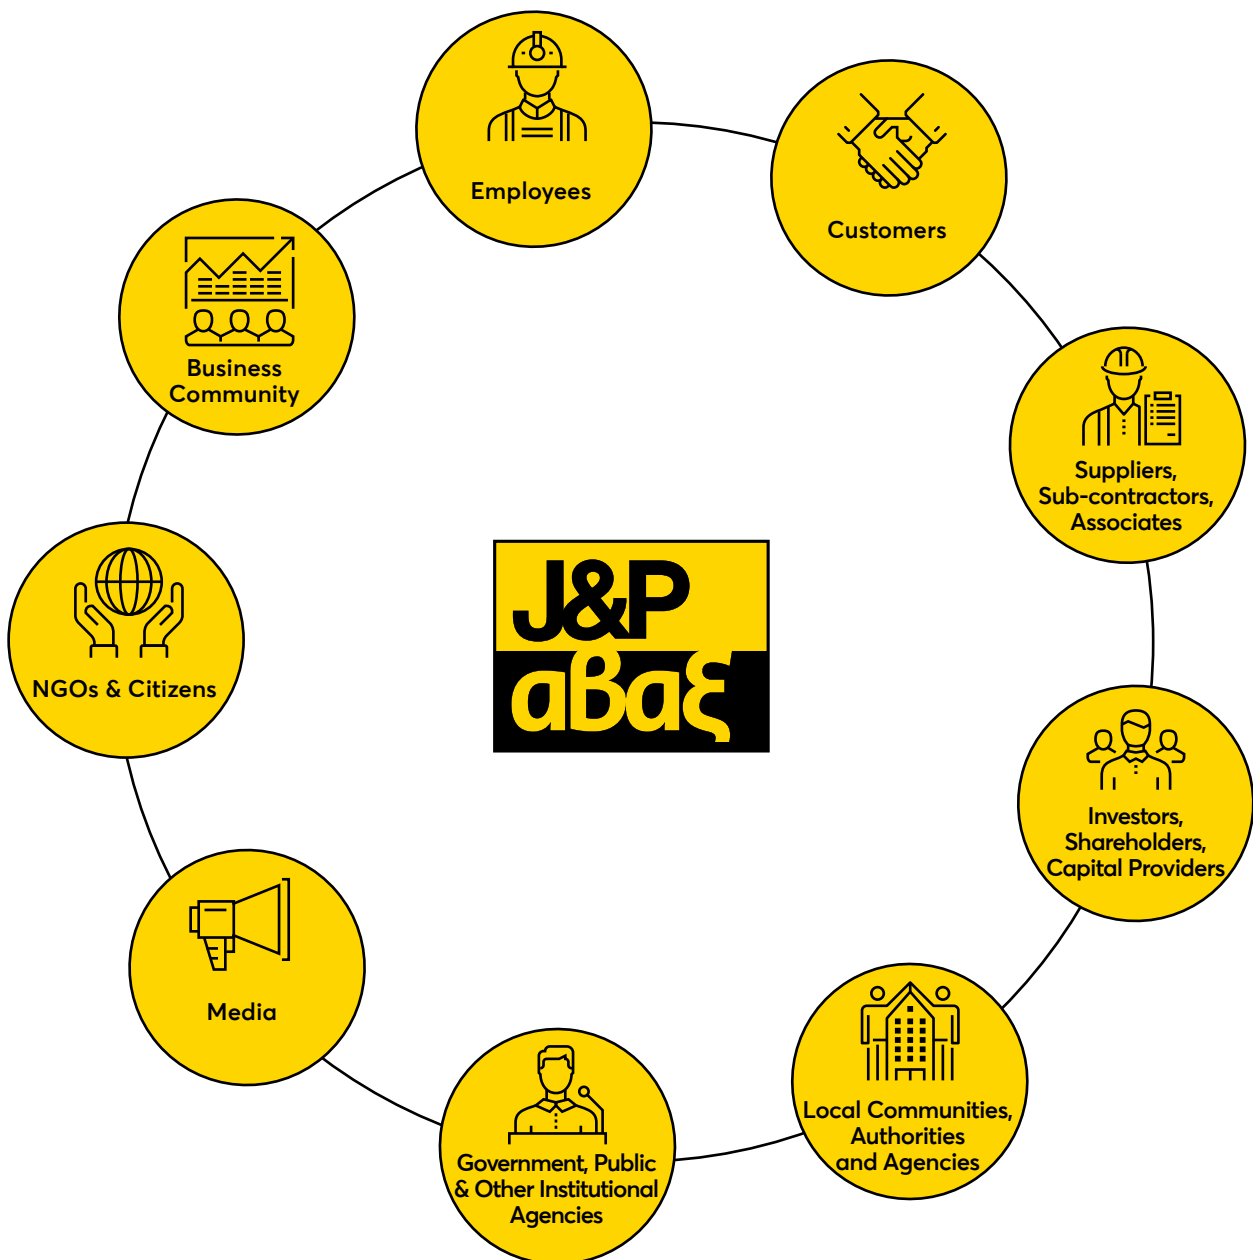 Employees
Customers
Suppliers,
Sub-contractors,
Associates
Investors,
Shareholders,
Capital Providers
Local Communities,
Authorities
and Agencies
Government, Public
& Other Institutional
Agencies
Media
NGOs & Citizens
Business
Community
J&P
αβαξ